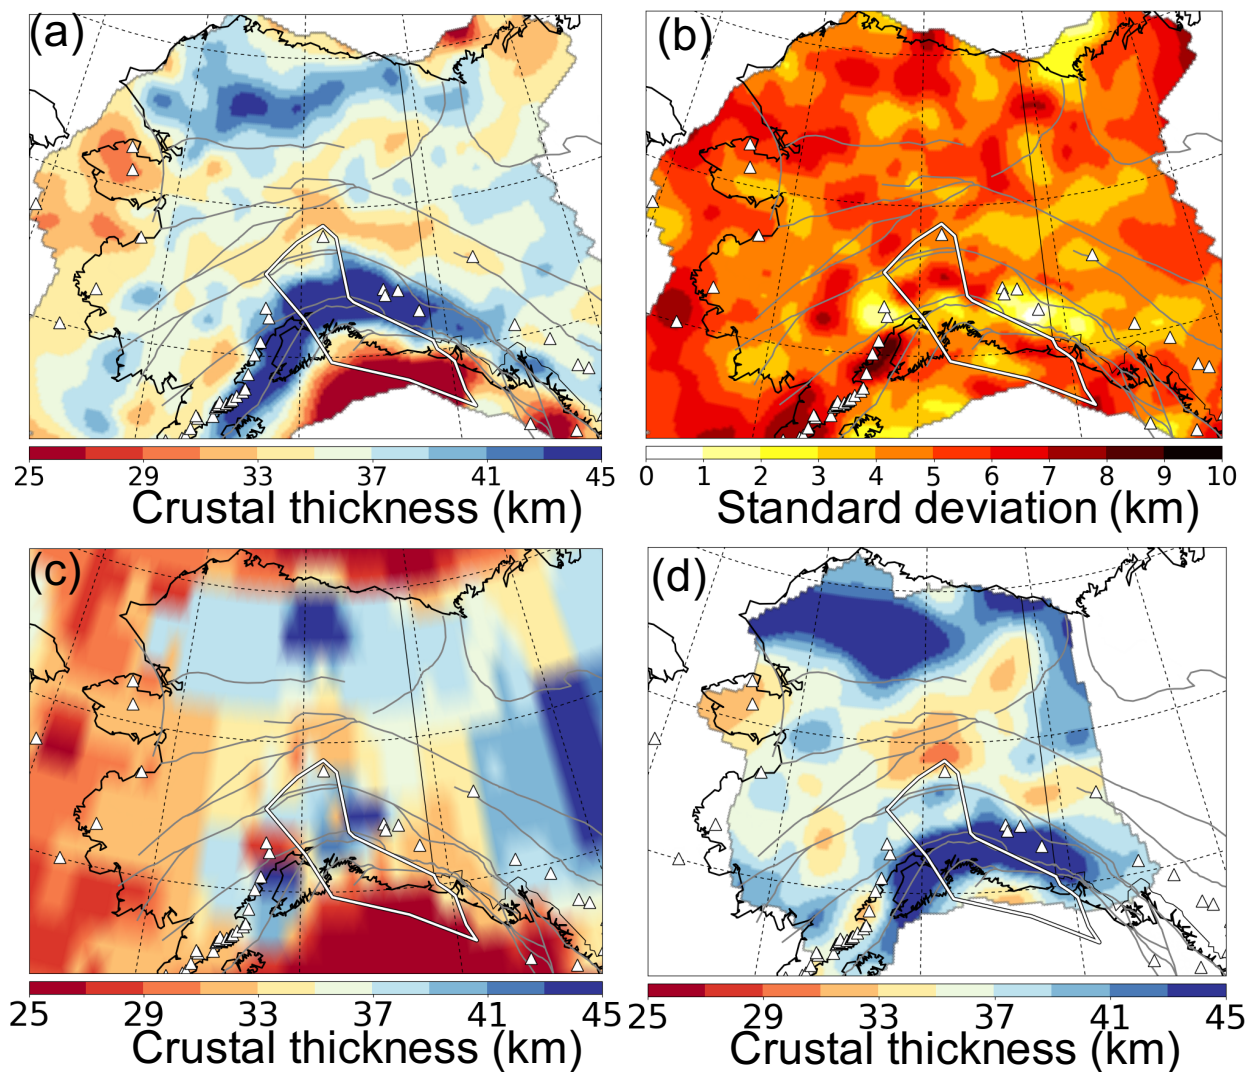 (a)
(b)
25 29 33 37 41 45
Crustal thickness (km)
0 1 2 3 4 5 6 7 8 9 10
Standard deviation (km)
(c)
(d)
25 29 33 37 41 45
Crustal thickness (km)
25 29 33 37 41 45
Crustal thickness (km)